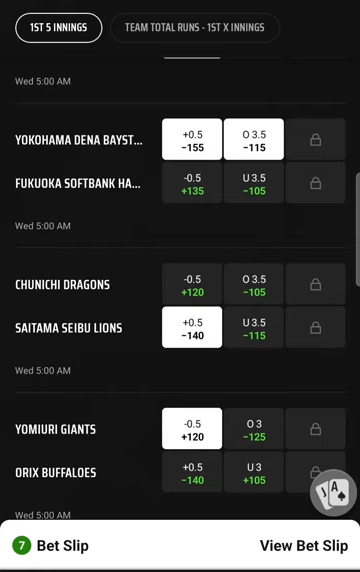 1ST 5 INNINGS
TEAM TOTAL RUNS - 1ST X INNINGS
Wed 5:00 AM
YOKOHAMA DENA BAYST...
+0.5
−155
O 3.5
−115
FUKUOKA SOFTBANK HA...
-0.5
+135
U 3.5
−105
Wed 5:00 AM
CHUNICHI DRAGONS
-0.5
+120
O 3.5
−105
SAITAMA SEIBU LIONS
+0.5
−140
U 3.5
−115
Wed 5:00 AM
YOMIURI GIANTS
-0.5
+120
O 3
−125
ORIX BUFFALOES
+0.5
−140
U 3
+105
J A
Wed 5:00 AM
7 Bet Slip
View Bet Slip